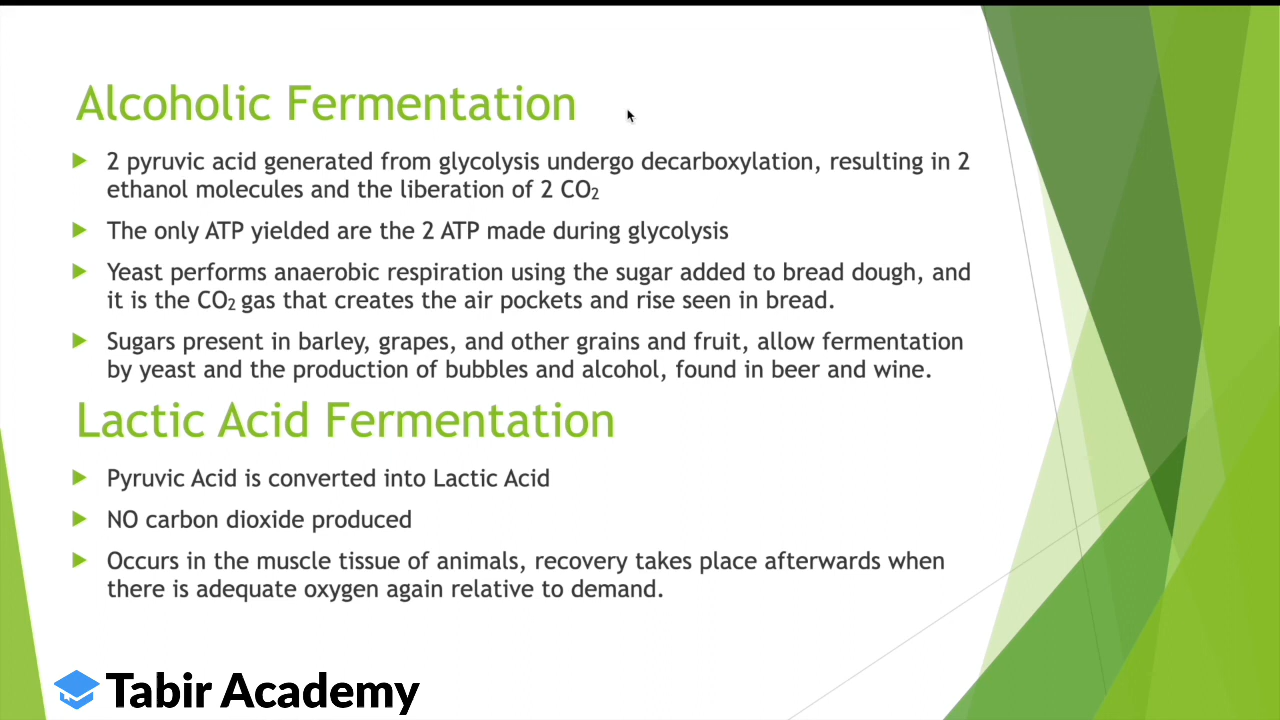 Alcoholic Fermentation
2 pyruvic acid generated from glycolysis undergo decarboxylation, resulting in 2
ethanol molecules and the liberation of 2 CO₂
The only ATP yielded are the 2 ATP made during glycolysis
Yeast performs anaerobic respiration using the sugar added to bread dough, and
it is the CO₂ gas that creates the air pockets and rise seen in bread.
Sugars present in barley, grapes, and other grains and fruit, allow fermentation
by yeast and the production of bubbles and alcohol, found in beer and wine.
Lactic Acid Fermentation
Pyruvic Acid is converted into Lactic Acid
NO carbon dioxide produced
Occurs in the muscle tissue of animals, recovery takes place afterwards when
there is adequate oxygen again relative to demand.
Tabir Academy